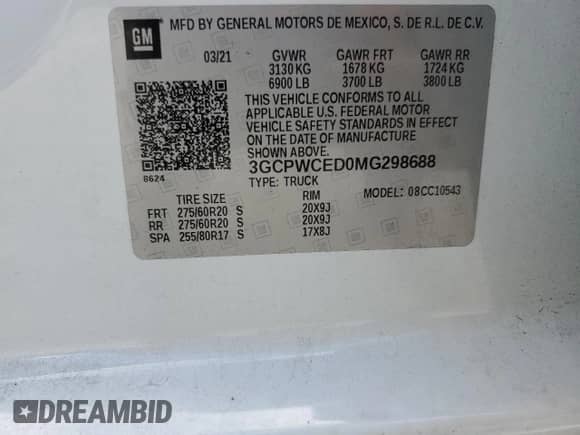 GM
MFD BY GENERAL MOTORS DE MEXICO, S. DE R.L. DE C.V.
03/21 GVWR GAWR FRT GAWR RR
3130 KG 1678 KG 1724 KG
6900 LB 3700 LB 3800 LB
THIS VEHICLE CONFORMS TO ALL
APPLICABLE U.S. FEDERAL MOTOR
VEHICLE SAFETY STANDARDS IN EFFECT
ON THE DATE OF MANUFACTURE
SHOWN ABOVE.
8624
3GCPWCED0MG298688
TYPE: TRUCK MODEL: 08CC10543
TIRE SIZE RIM
FRT 275/60R20 S 20X9J
RR 275/60R20 S 20X9J
SPA 255/80R17 S 17X8J
DREAMBID